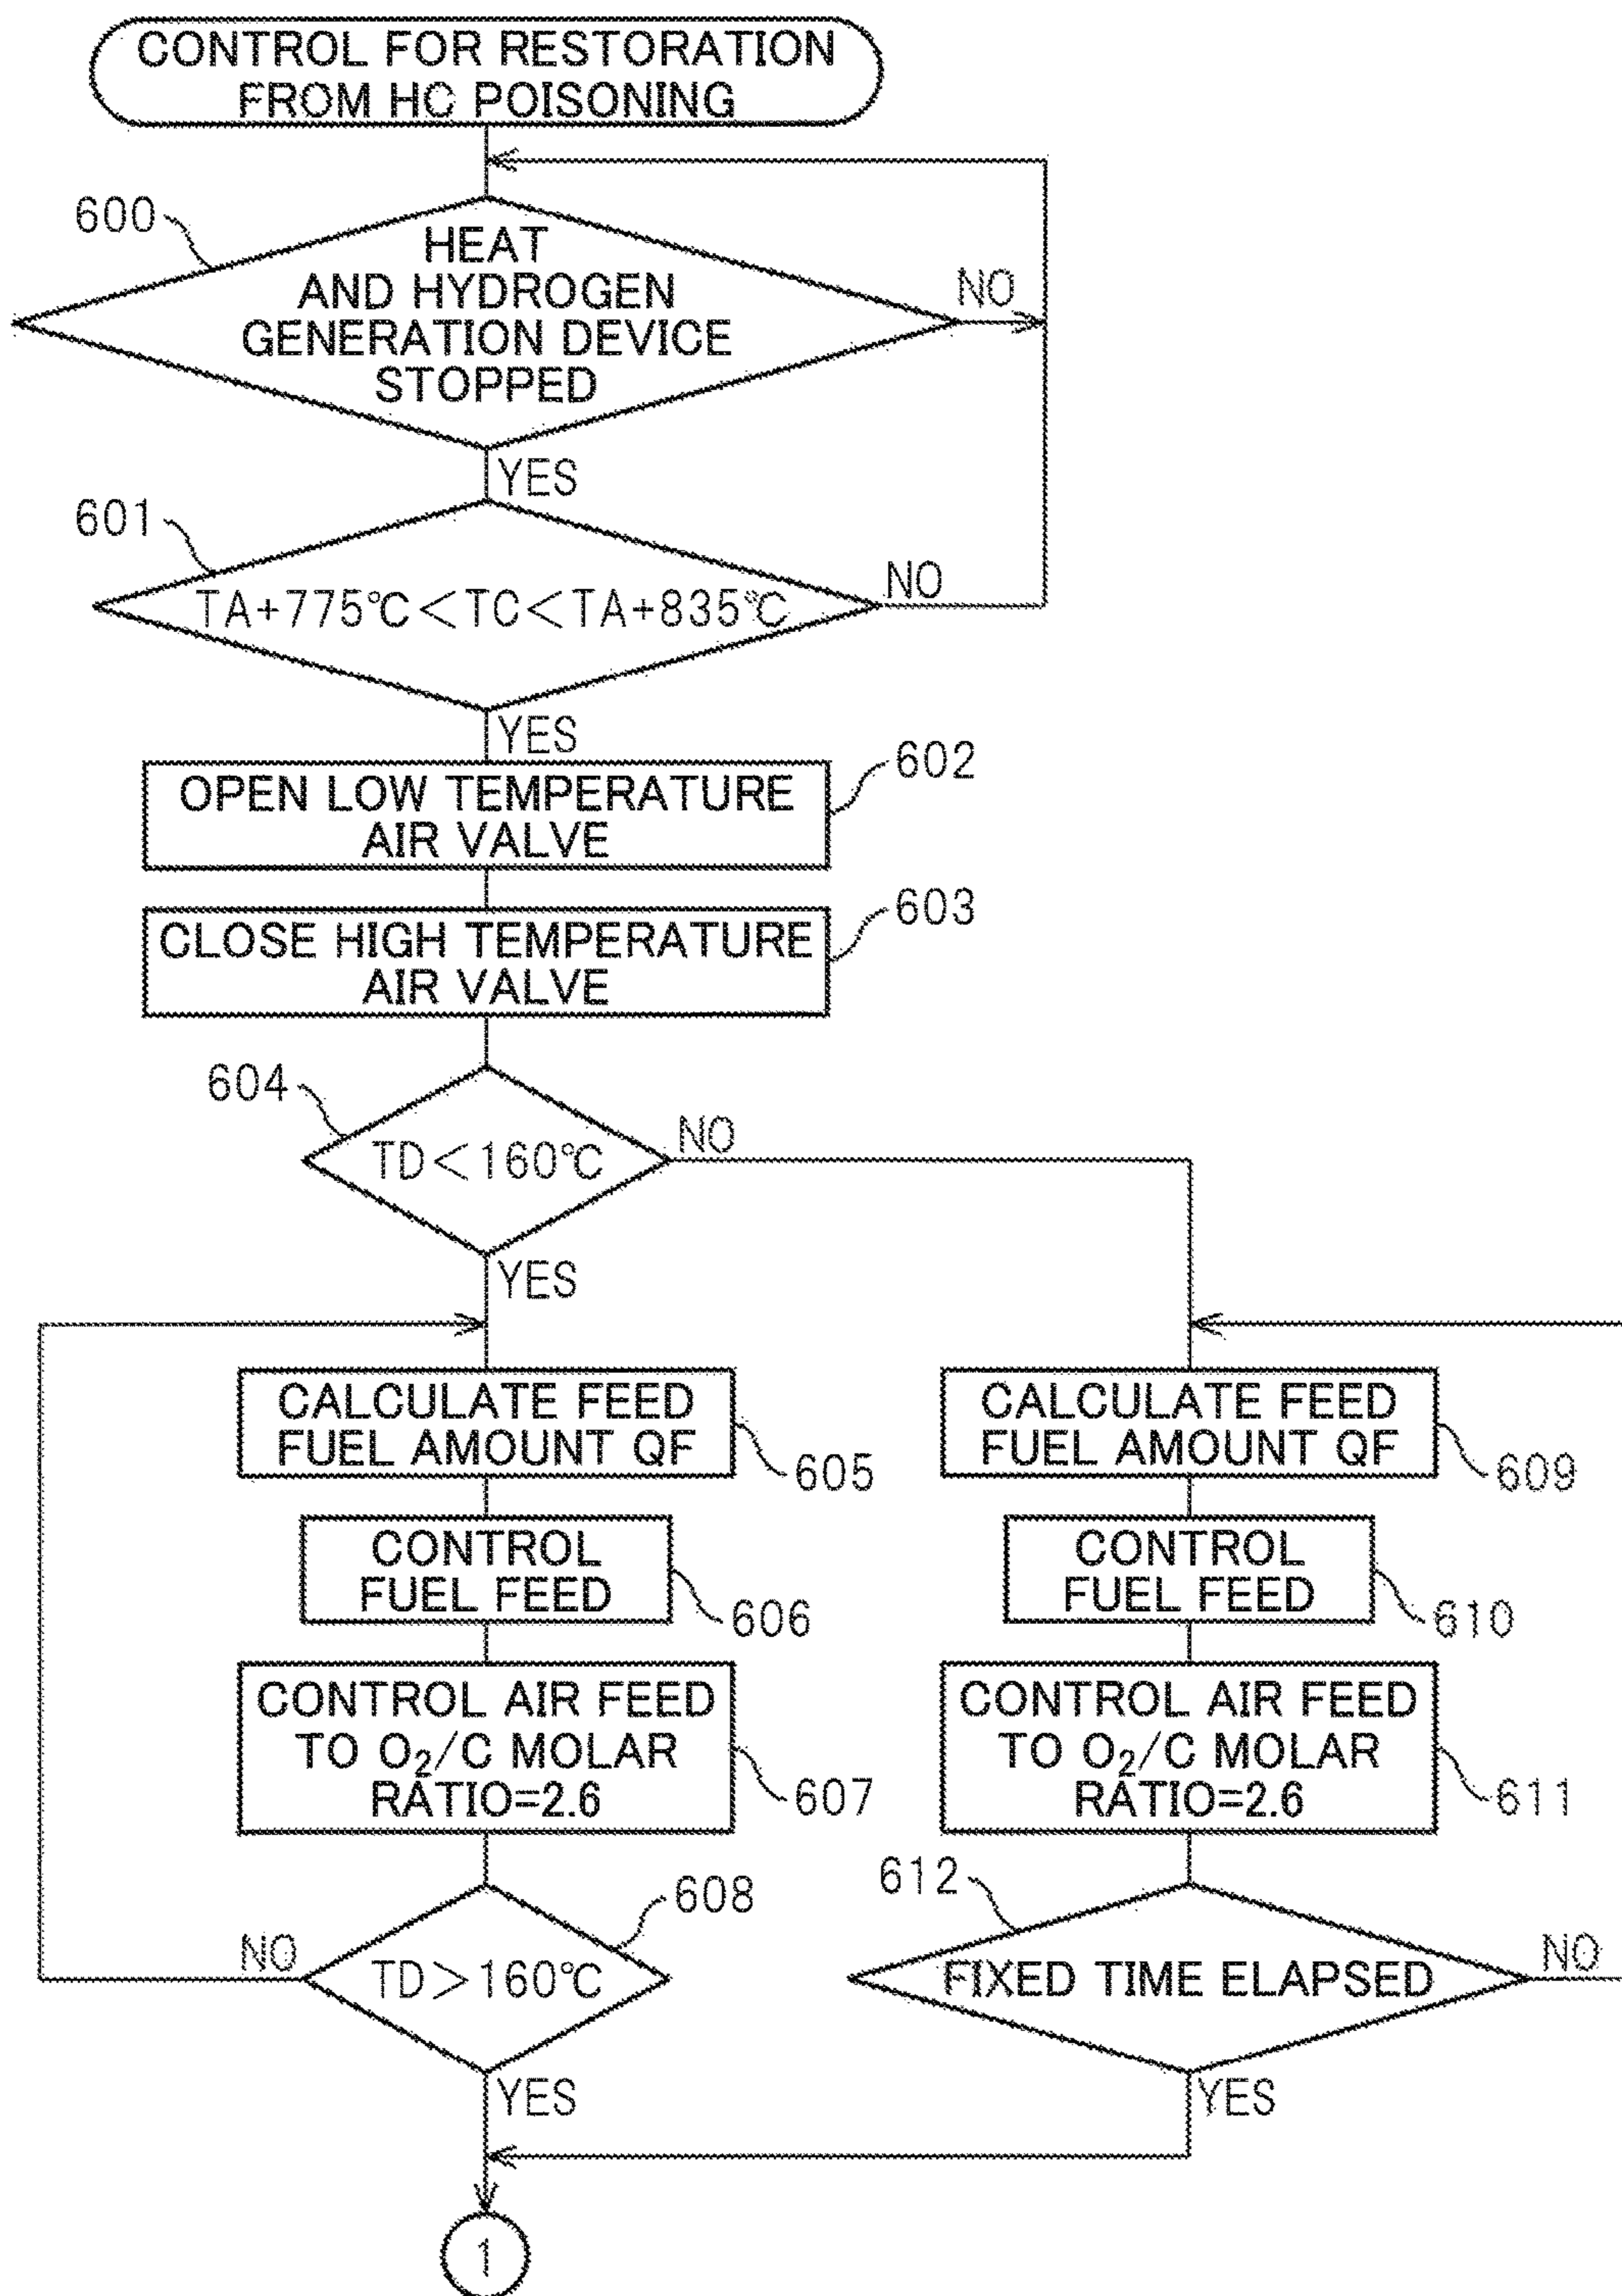 CONTROL FOR RESTORATION
FROM HC POISONING
600
HEAT
AND HYDROGEN
GENERATION DEVICE
STOPPED
NO
YES
601
TA+775℃<TC<TA+835℃
NO
YES
OPEN LOW TEMPERATURE
AIR VALVE
602
CLOSE HIGH TEMPERATURE
AIR VALVE
603
604
TD<160℃
NO
YES
CALCULATE FEED
FUEL AMOUNT QF
605
CONTROL
FUEL FEED
606
CONTROL AIR FEED
TO O₂/C MOLAR
RATIO=2.6
607
608
TD>160℃
NO
YES
CALCULATE FEED
FUEL AMOUNT QF
609
CONTROL
FUEL FEED
610
CONTROL AIR FEED
TO O₂/C MOLAR
RATIO=2.6
611
612
FIXED TIME ELAPSED
NO
YES
1